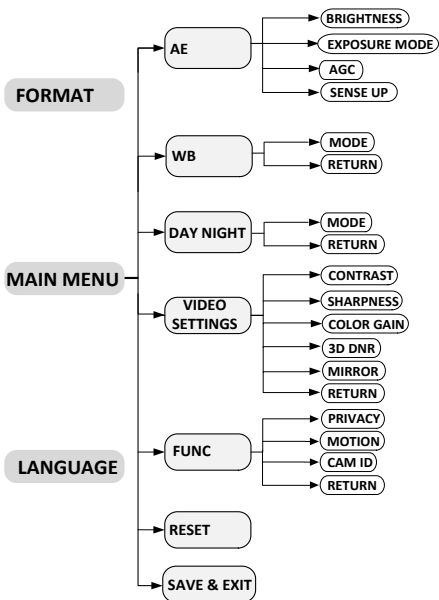 FORMAT
MAIN MENU
LANGUAGE
AE
BRIGHTNESS
EXPOSURE MODE
AGC
SENSE UP
WB
MODE
RETURN
DAY NIGHT
MODE
RETURN
VIDEO
SETTINGS
CONTRAST
SHARPNESS
COLOR GAIN
3D DNR
MIRROR
RETURN
FUNC
PRIVACY
MOTION
CAM ID
RETURN
RESET
SAVE & EXIT